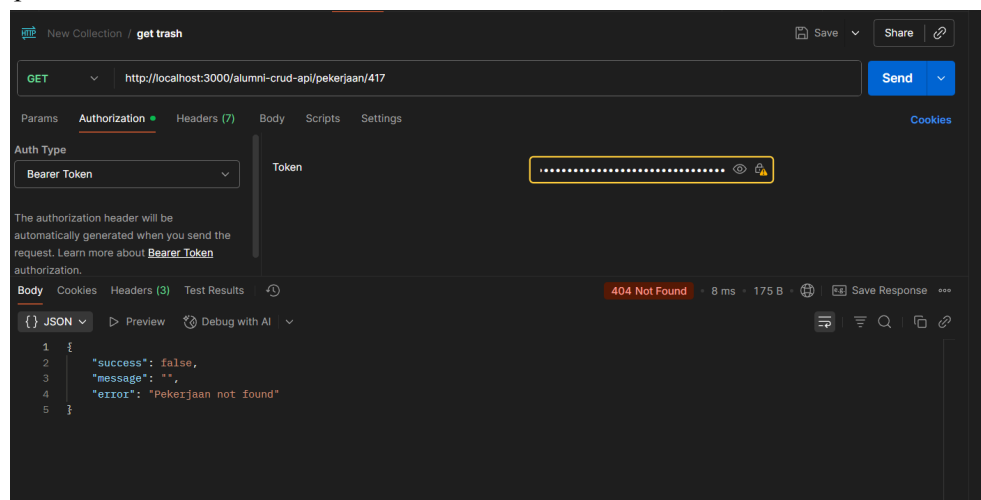 HTTP New Collection / get trash Save Share
GET http://localhost:3000/alumni-crud-api/pekerjaan/417 Send
Params Authorization Headers (7) Body Scripts Settings Cookies
Auth Type
Bearer Token
Token
The authorization header will be
automatically generated when you send the
request. Learn more about Bearer Token
authorization.
Body Cookies Headers (3) Test Results 404 Not Found 8 ms 175 B e.g. Save Response
{} JSON Preview Debug with AI
1 {
2 "success": false,
3 "message": "",
4 "error": "Pekerjaan not found"
5 }